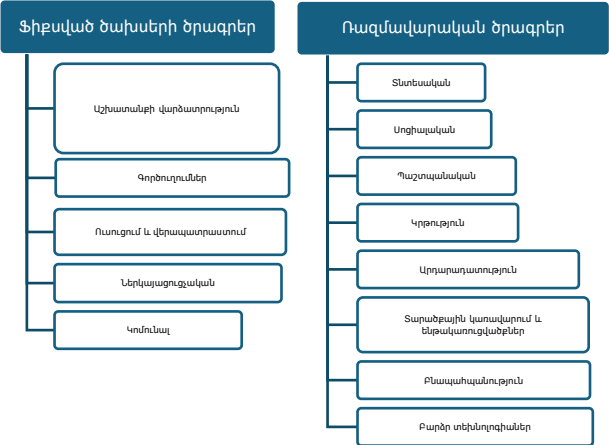 Ֆիքսված ծախսերի ծրագրեր
Աշխատանքի վարձատրություն
Գործուղումներ
Ուսուցում և վերապատրաստում
Ներկայացուցչական
Կոմունալ
Ռազմավարական ծրագրեր
Տնտեսական
Սոցիալական
Պաշտպանական
Կրթություն
Արդարադատություն
Տարածքային կառավարում և
ենթակառուցվածքներ
Բնապահպանություն
Բարձր տեխնոլոգիաներ